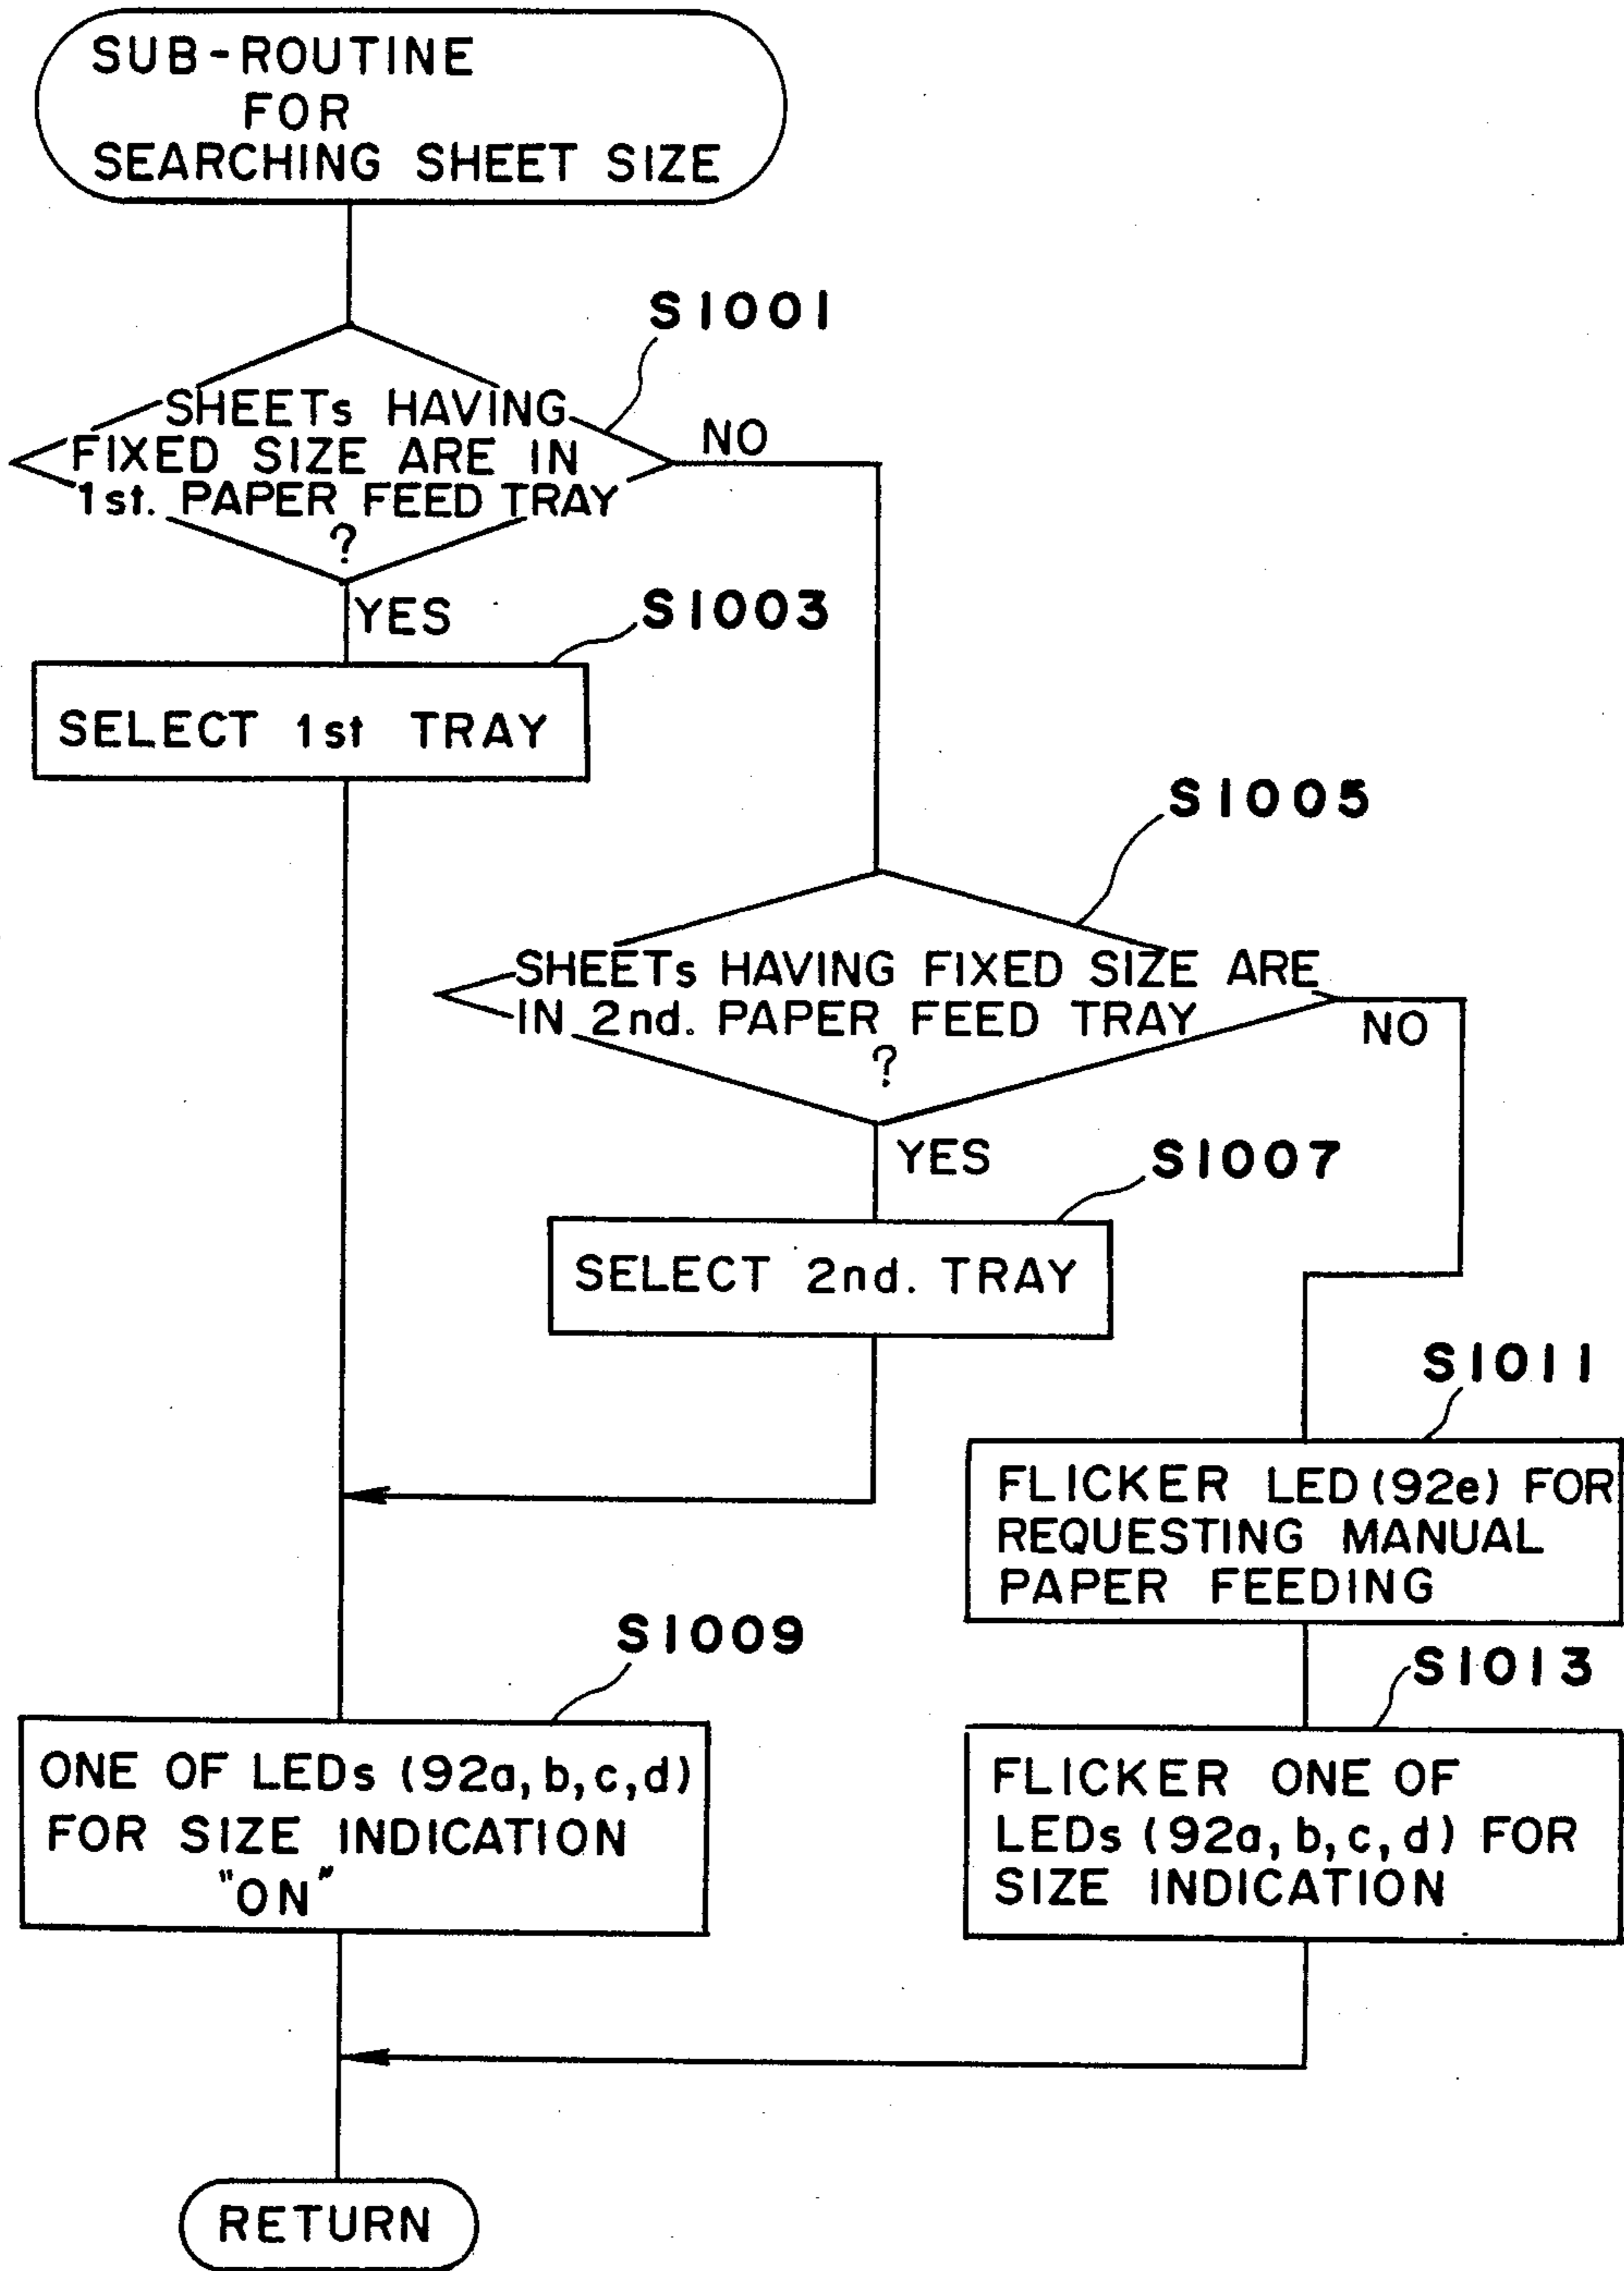 SUB-ROUTINE
FOR
SEARCHING SHEET SIZE
S1001
SHEETs HAVING
FIXED SIZE ARE IN
1st. PAPER FEED TRAY
?
NO
YES
S1003
SELECT 1st TRAY
S1005
SHEETs HAVING FIXED SIZE ARE
IN 2nd. PAPER FEED TRAY
?
NO
YES
S1007
SELECT 2nd. TRAY
S1011
FLICKER LED (92e) FOR
REQUESTING MANUAL
PAPER FEEDING
S1009
ONE OF LEDs (92a, b, c, d)
FOR SIZE INDICATION
"ON"
S1013
FLICKER ONE OF
LEDs (92a, b, c, d) FOR
SIZE INDICATION
RETURN